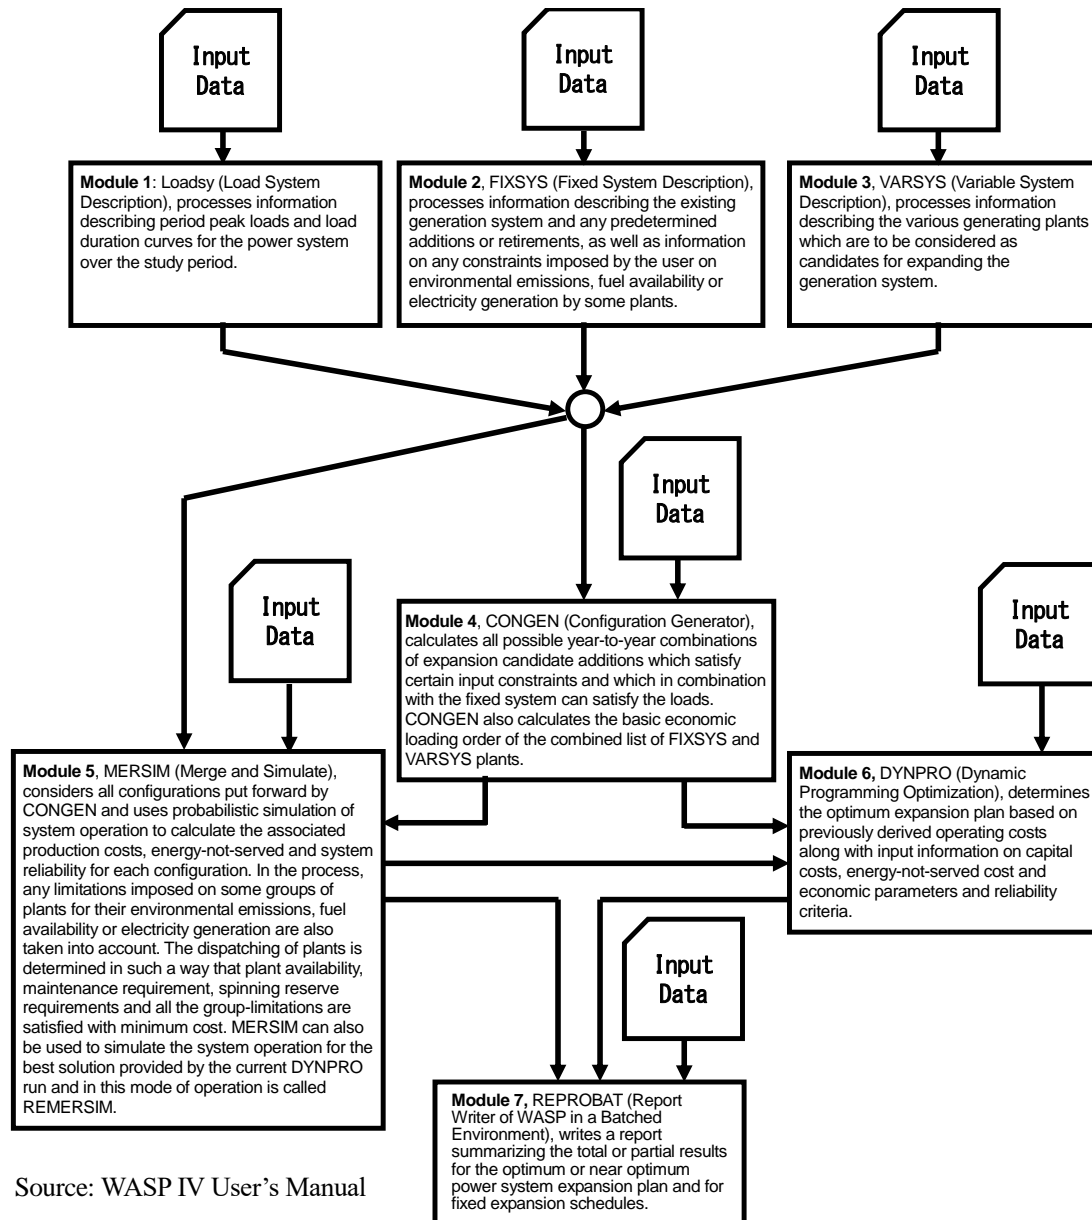 Input
Data
Input
Data
Input
Data
Module 1: Loadsy (Load System
Description), processes information
describing period peak loads and load
duration curves for the power system
over the study period.
Module 2, FIXSYS (Fixed System Description),
processes information describing the existing
generation system and any predetermined
additions or retirements, as well as information
on any constraints imposed by the user on
environmental emissions, fuel availability or
electricity generation by some plants.
Module 3, VARSYS (Variable System
Description), processes information
describing the various generating plants
which are to be considered as
candidates for expanding the
generation system.
Input
Data
Input
Data
Input
Data
Module 4, CONGEN (Configuration Generator),
calculates all possible year-to-year combinations
of expansion candidate additions which satisfy
certain input constraints and which in combination
with the fixed system can satisfy the loads.
CONGEN also calculates the basic economic
loading order of the combined list of FIXSYS and
VARSYS plants.
Module 5, MERSIM (Merge and Simulate),
considers all configurations put forward by
CONGEN and uses probabilistic simulation of
system operation to calculate the associated
production costs, energy-not-served and system
reliability for each configuration. In the process,
any limitations imposed on some groups of
plants for their environmental emissions, fuel
availability or electricity generation are also
taken into account. The dispatching of plants is
determined in such a way that plant availability,
maintenance requirement, spinning reserve
requirements and all the group-limitations are
satisfied with minimum cost. MERSIM can also
be used to simulate the system operation for the
best solution provided by the current DYNPRO
run and in this mode of operation is called
REMERSIM.
Module 6, DYNPRO (Dynamic
Programming Optimization), determines
the optimum expansion plan based on
previously derived operating costs
along with input information on capital
costs, energy-not-served cost and
economic parameters and reliability
criteria.
Input
Data
Module 7, REPROBAT (Report
Writer of WASP in a Batched
Environment), writes a report
summarizing the total or partial results
for the optimum or near optimum
power system expansion plan and for
fixed expansion schedules.
Source: WASP IV User’s Manual